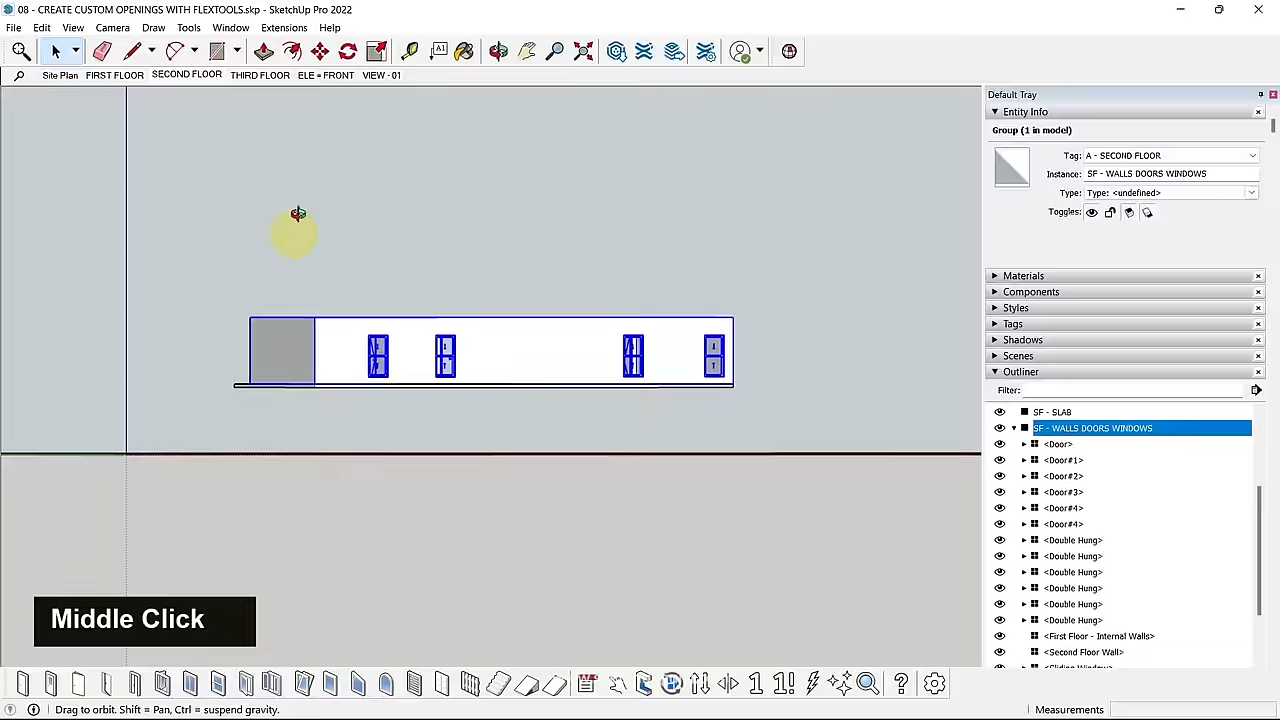 08 - CREATE CUSTOM OPENINGS WITH FLEXTOOLS.skp - SketchUp Pro 2022
File Edit View Camera Draw Tools Window Extensions Help
Site Plan FIRST FLOOR SECOND FLOOR THIRD FLOOR ELE = FRONT VIEW - 01
Default Tray
Entity Info
Group (1 in model)
Tag: A - SECOND FLOOR
Instance: SF - WALLS DOORS WINDOWS
Type: Type: <undefined>
Toggles:
Materials
Components
Styles
Tags
Shadows
Scenes
Outliner
Filter:
SF - SLAB
SF - WALLS DOORS WINDOWS
<Door>
<Door#1>
<Door#2>
<Door#3>
<Door#4>
<Door#4>
<Double Hung>
<Double Hung>
<Double Hung>
<Double Hung>
<Double Hung>
<Double Hung>
<First Floor - Internal Walls>
<Second Floor Wall>
<Sliding Window>
Middle Click
1 1! ?
Drag to orbit. Shift = Pan, Ctrl = suspend gravity.
Measurements